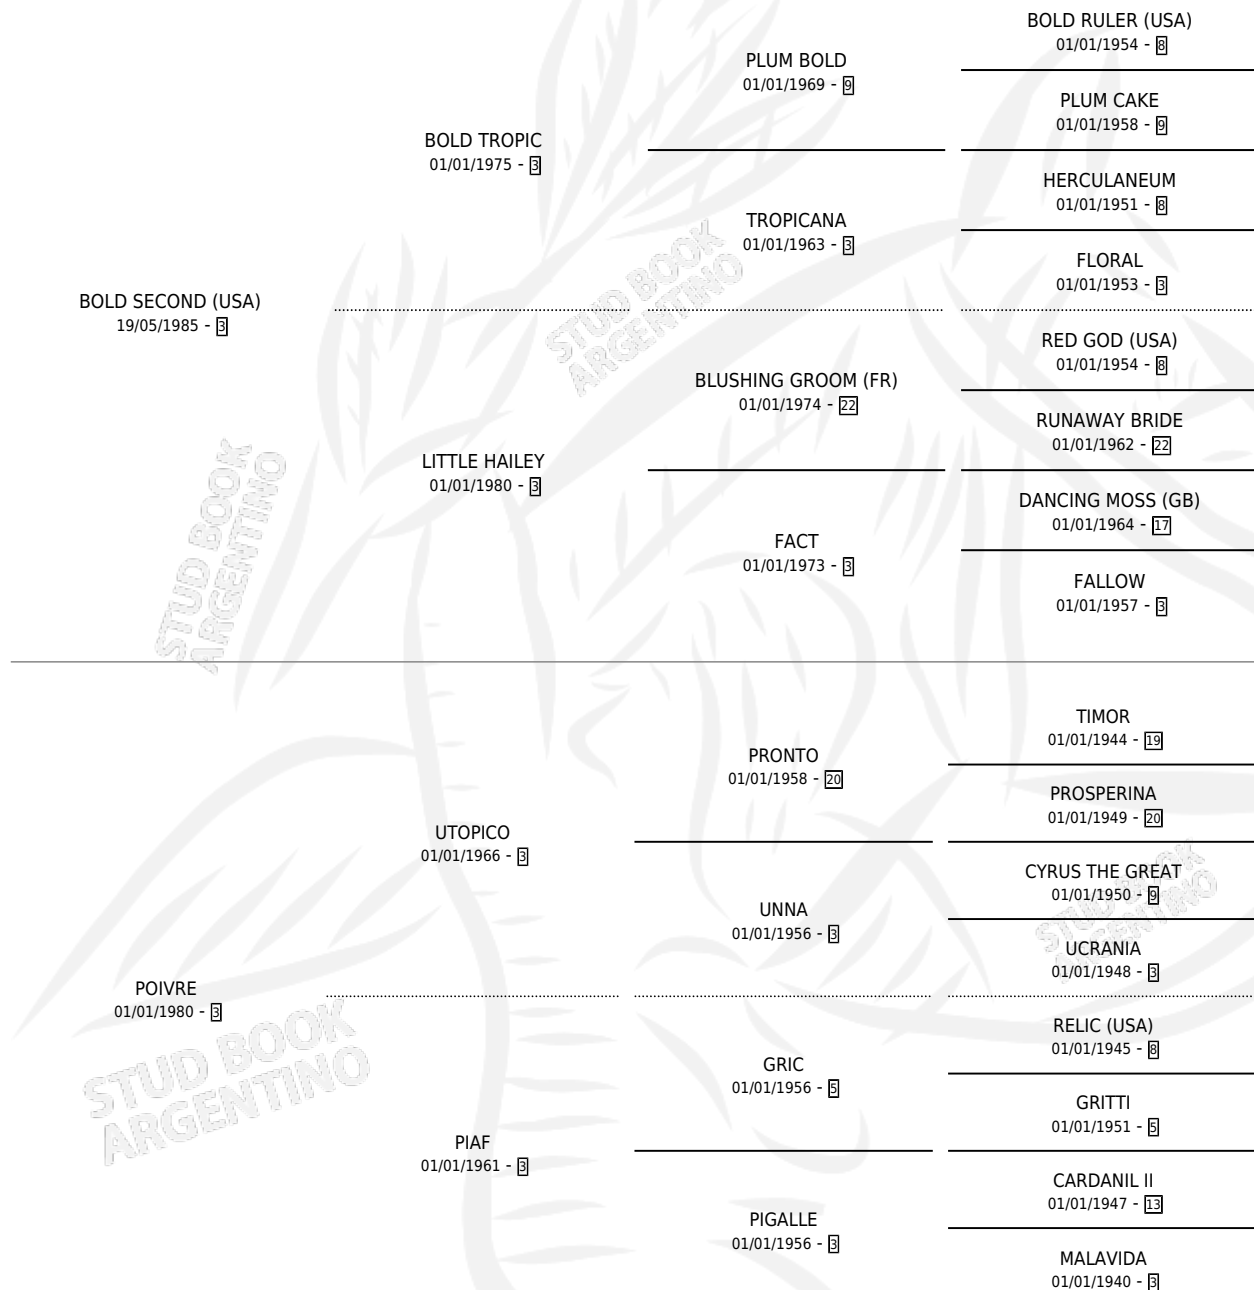 BOLD RULER (USA)
01/01/1954 - 8
PLUM BOLD
01/01/1969 - 9
PLUM CAKE
01/01/1958 - 9
BOLD TROPIC
01/01/1975 - 3
HERCULANEUM
01/01/1951 - 8
TROPICANA
01/01/1963 - 3
FLORAL
01/01/1953 - 3
BOLD SECOND (USA)
19/05/1985 - 3
RED GOD (USA)
01/01/1954 - 8
BLUSHING GROOM (FR)
01/01/1974 - 22
RUNAWAY BRIDE
01/01/1962 - 22
LITTLE HAILEY
01/01/1980 - 3
DANCING MOSS (GB)
01/01/1964 - 17
FACT
01/01/1973 - 3
FALLOW
01/01/1957 - 3
TIMOR
01/01/1944 - 19
PRONTO
01/01/1958 - 20
PROSPERINA
01/01/1949 - 20
UTOPICO
01/01/1966 - 3
CYRUS THE GREAT
01/01/1950 - 9
UNNA
01/01/1956 - 3
UCRANIA
01/01/1948 - 3
POIVRE
01/01/1980 - 3
RELIC (USA)
01/01/1945 - 8
GRIC
01/01/1956 - 5
GRITTI
01/01/1951 - 5
PIAF
01/01/1961 - 3
CARDANIL II
01/01/1947 - 13
PIGALLE
01/01/1956 - 3
MALAVIDA
01/01/1940 - 3
STUD BOOK
ARGENTINO
STUD BOOK
ARGENTINO
STUD BOOK
ARGENTINO
STUD BOOK
ARGENTINO